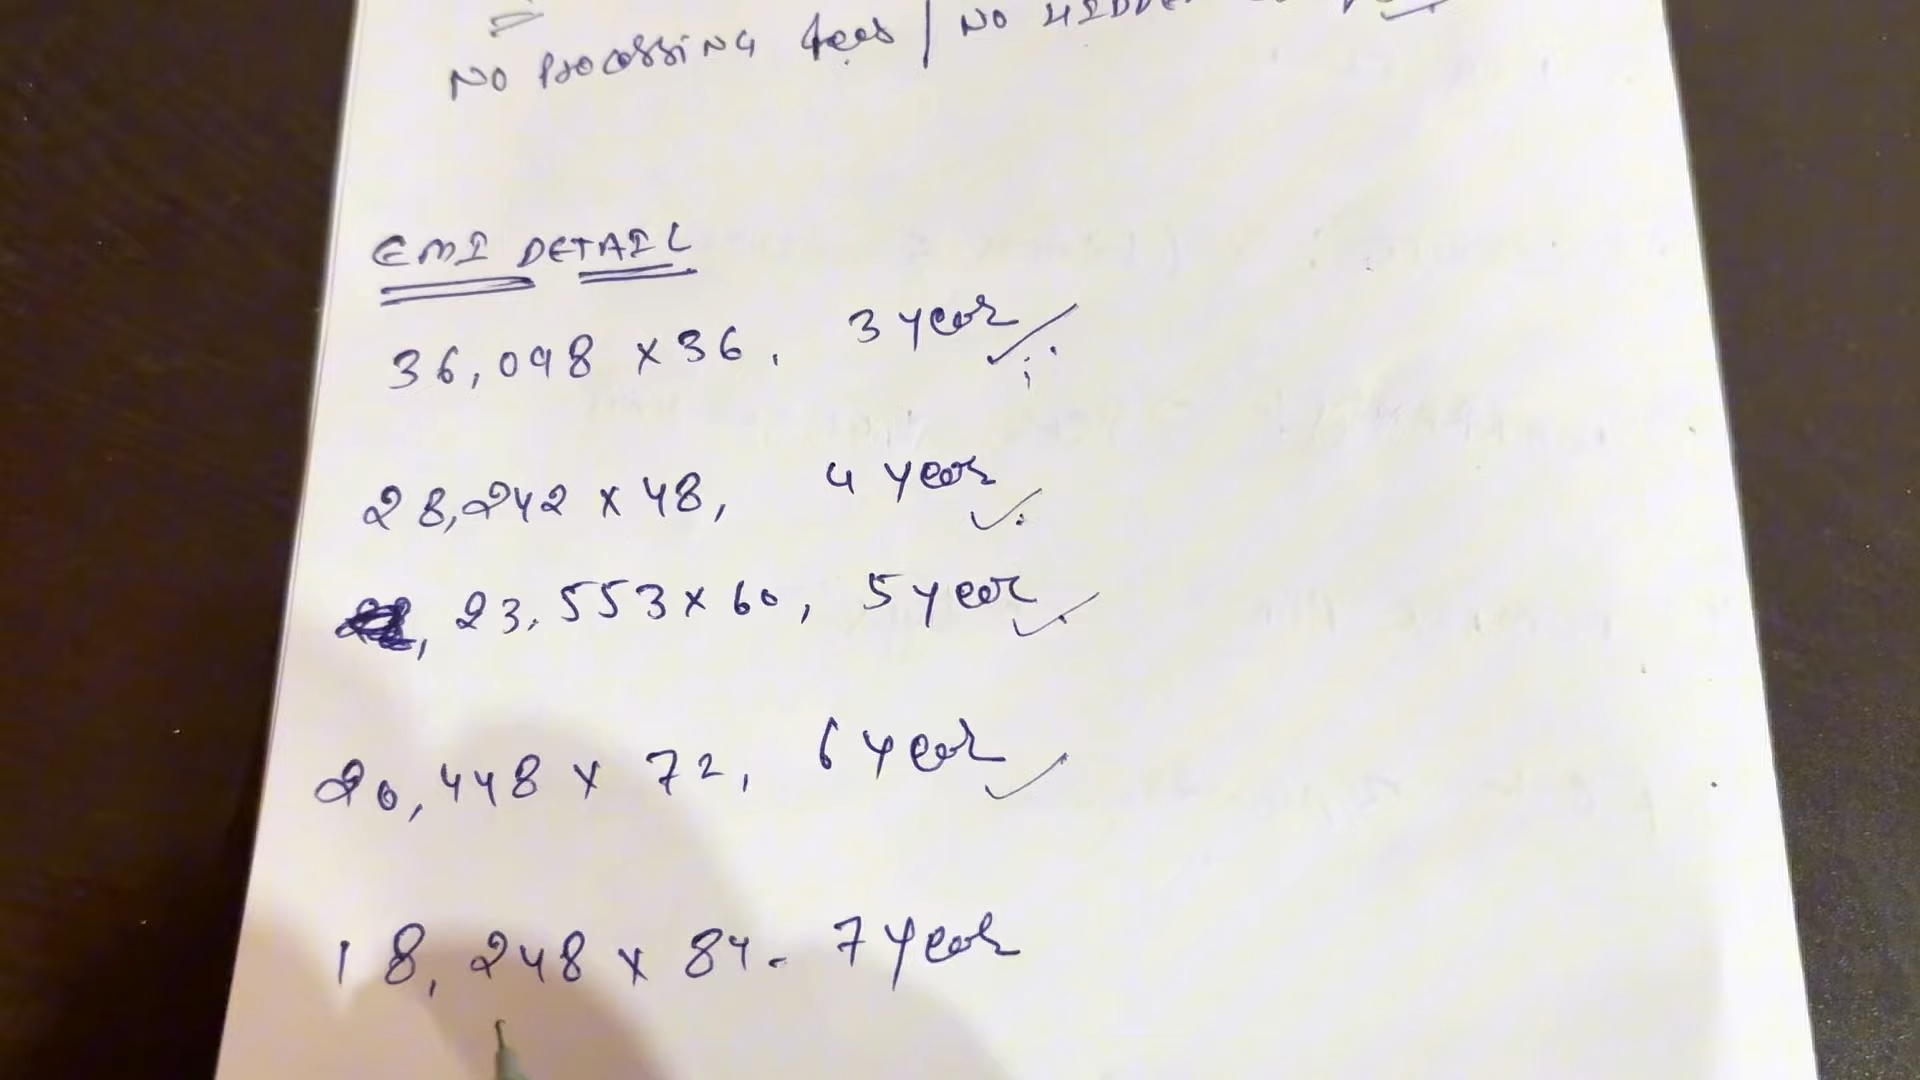 NO Processing fees | NO HIDDEN
EMI DETAIL
36,098 x 36, 3 year
28,242 x 48, 4 year
23,553 x 60, 5 year
20,448 x 72, 6 year
18,248 x 84. 7 year